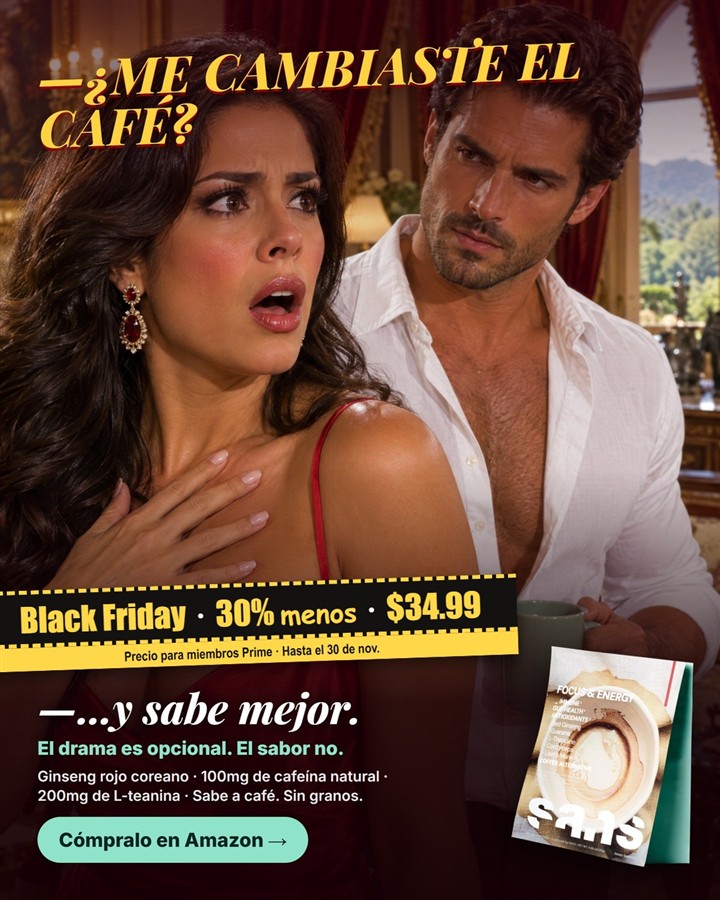 —¿ME CAMBIASTE EL
CAFÉ?
Black Friday · 30% menos · $34.99
Precio para miembros Prime · Hasta el 30 de nov.
—...y sabe mejor.
El drama es opcional. El sabor no.
Ginseng rojo coreano · 100mg de cafeína natural ·
200mg de L-teanina · Sabe a café. Sin granos.
Cómpralo en Amazon →
FOCUS & ENERGY
sans